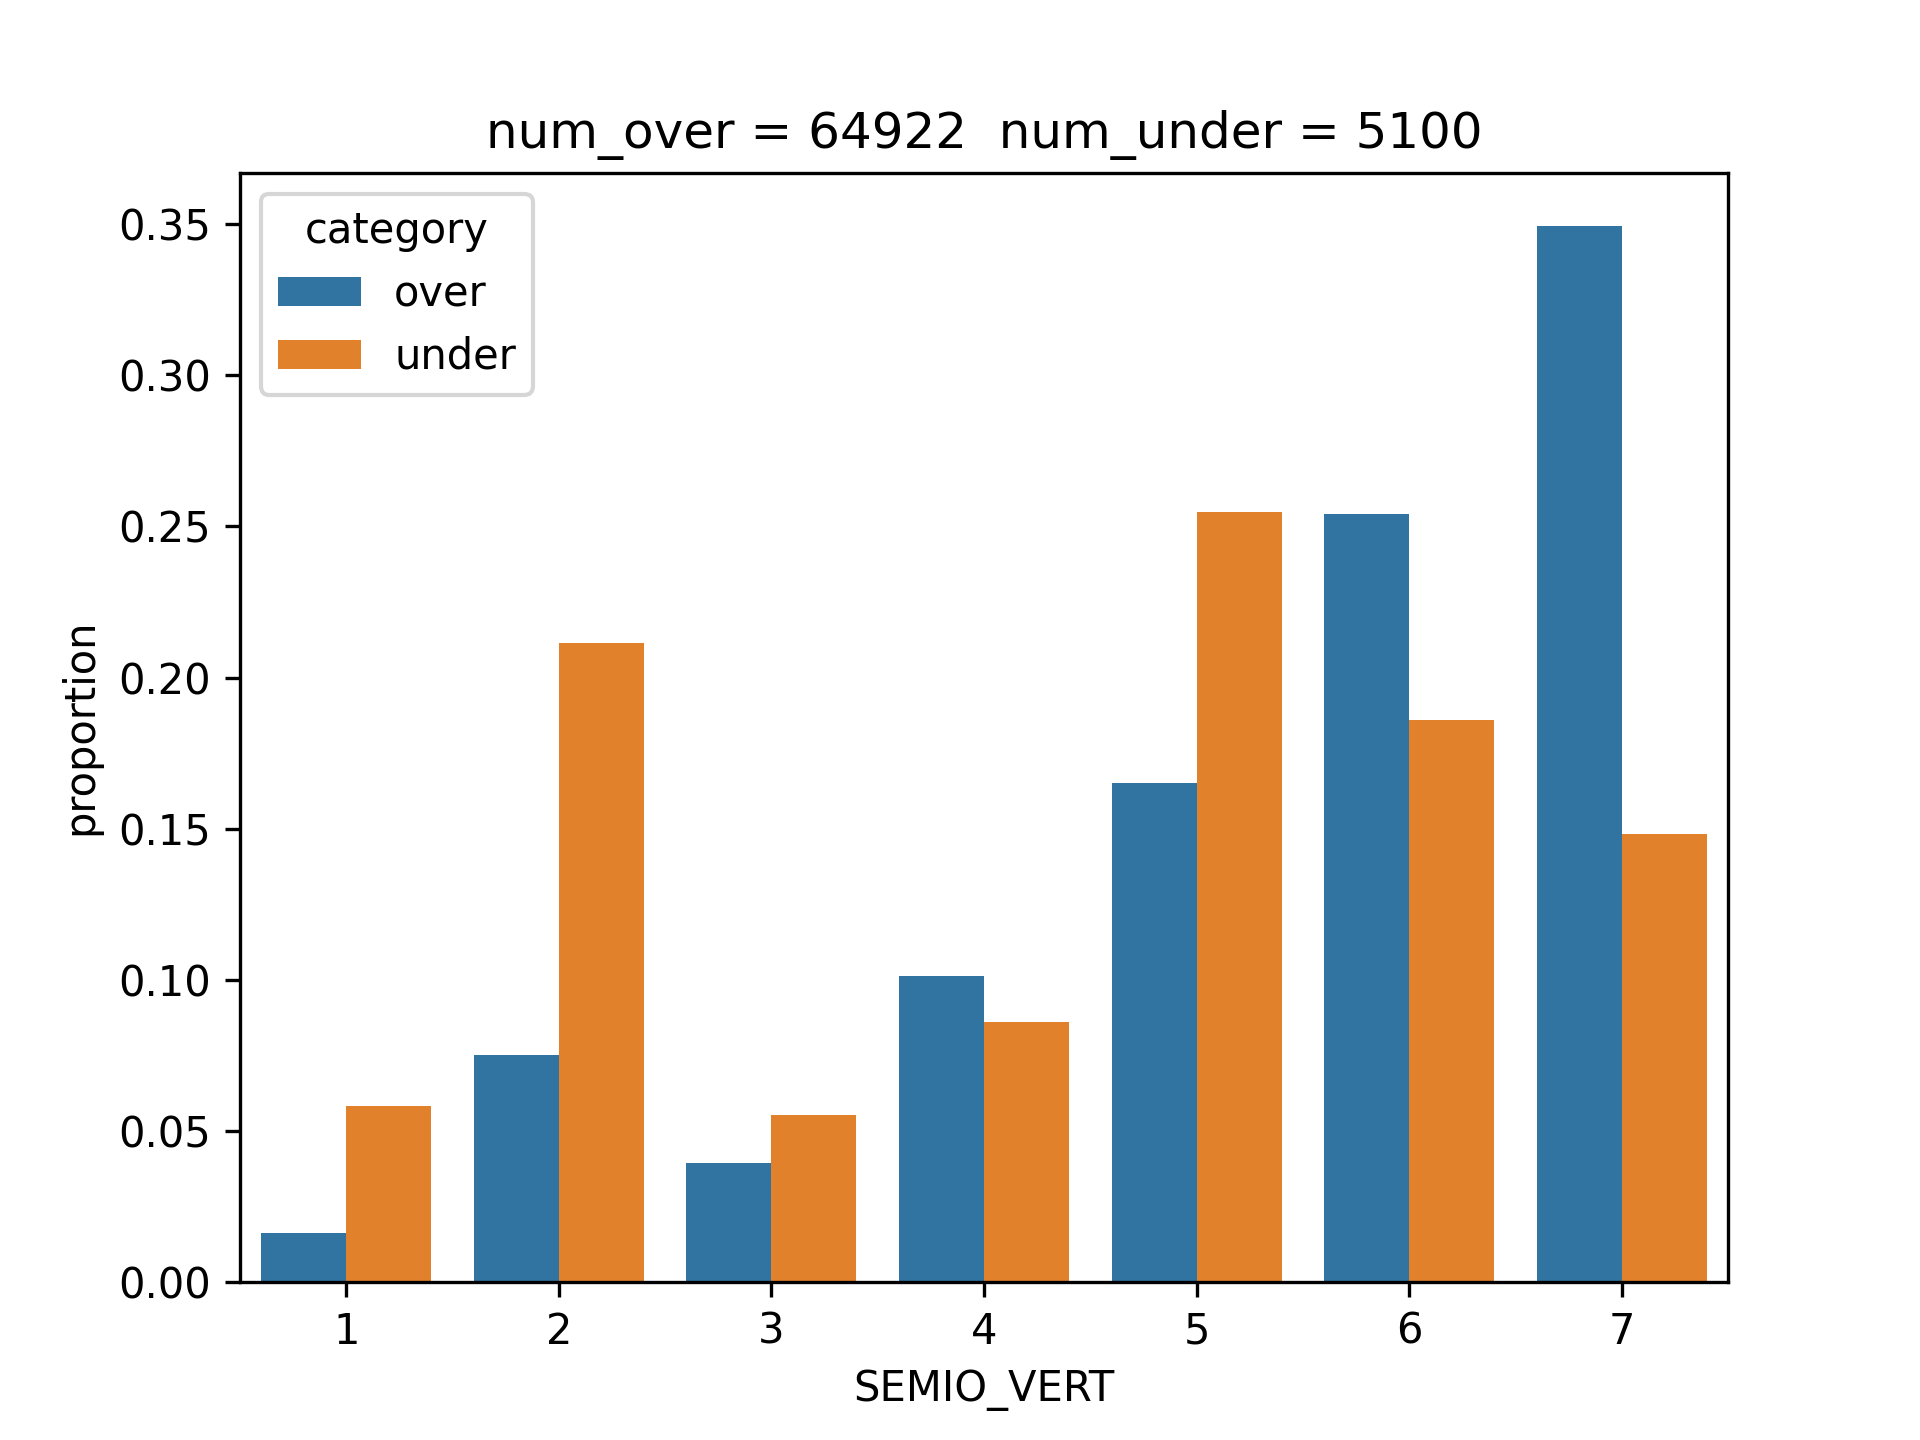 num_over = 64922  num_under = 5100
category
over
under
0.35
0.30
0.25
0.20
0.15
0.10
0.05
0.00
proportion
1 2 3 4 5 6 7
SEMIO_VERT